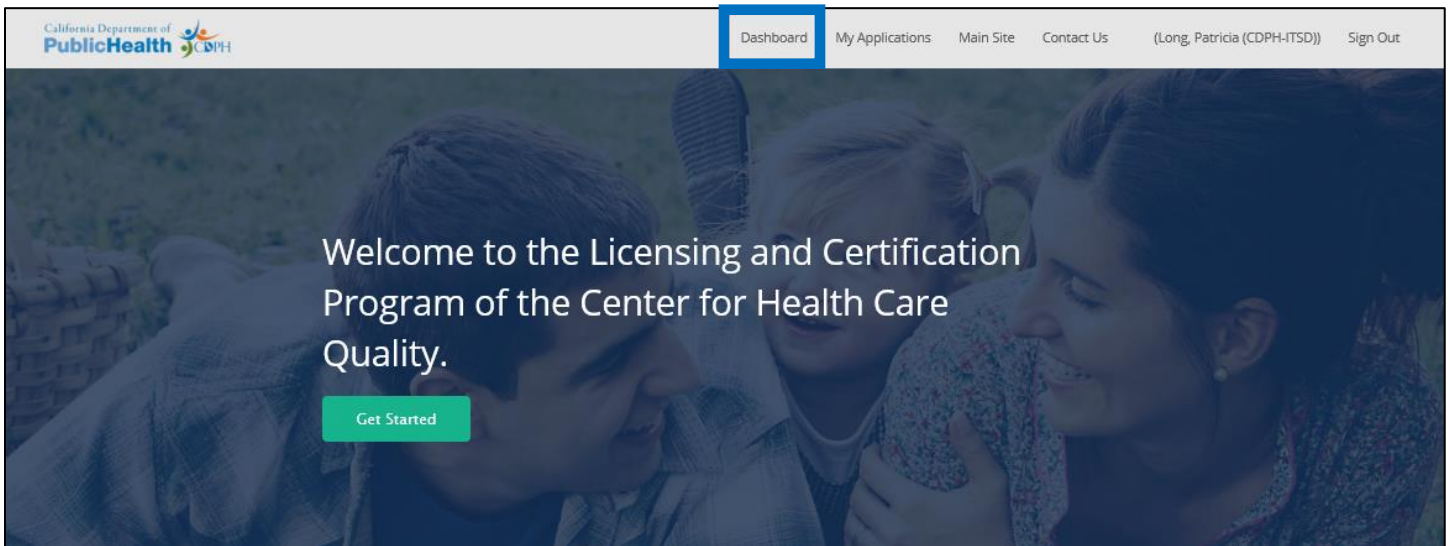 California Department of
PublicHealth CDPH
Dashboard My Applications Main Site Contact Us (Long, Patricia (CDPH-ITSD)) Sign Out
Welcome to the Licensing and Certification
Program of the Center for Health Care
Quality.
Get Started